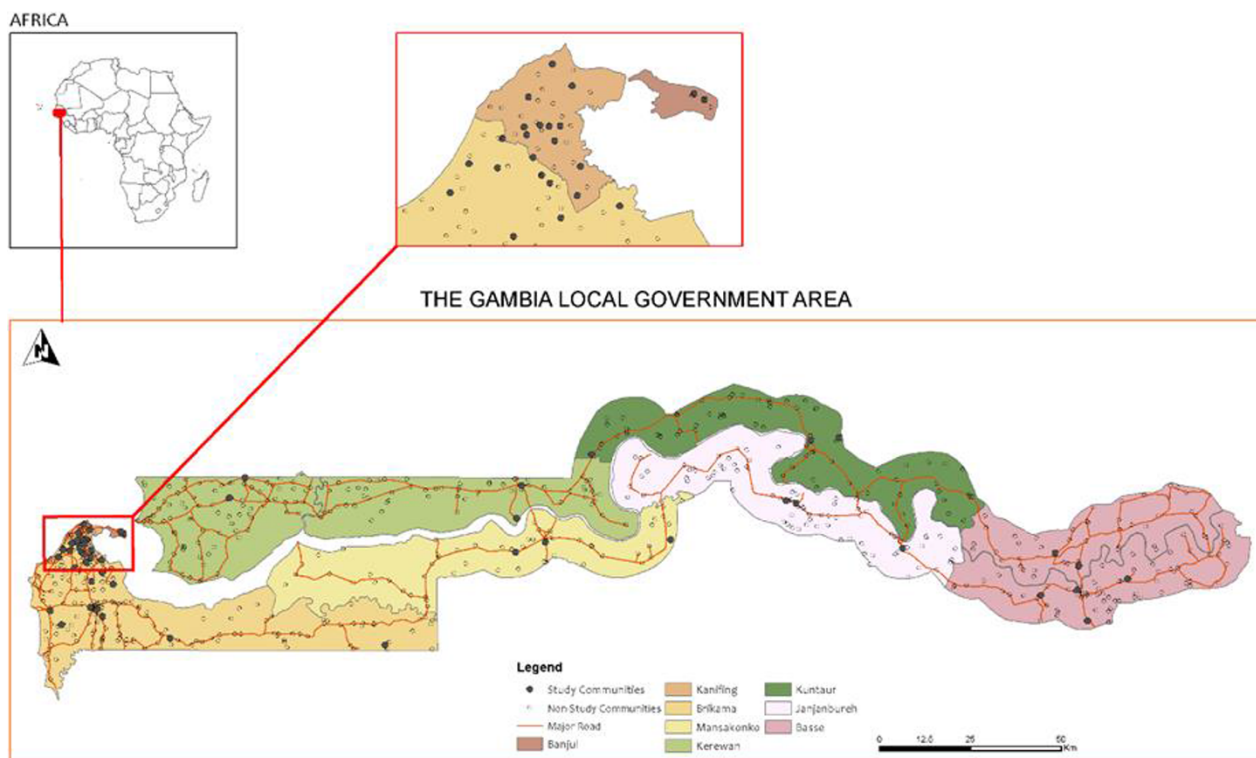 AFRICA
THE GAMBIA LOCAL GOVERNMENT AREA
N
Legend
Study Communities
Non Study Communities
Major Road
Banjul
Kanifing
Brikama
Mansakonko
Kerewan
Kuntaur
Janjanbureh
Basse
0 12.5 25 50
Km